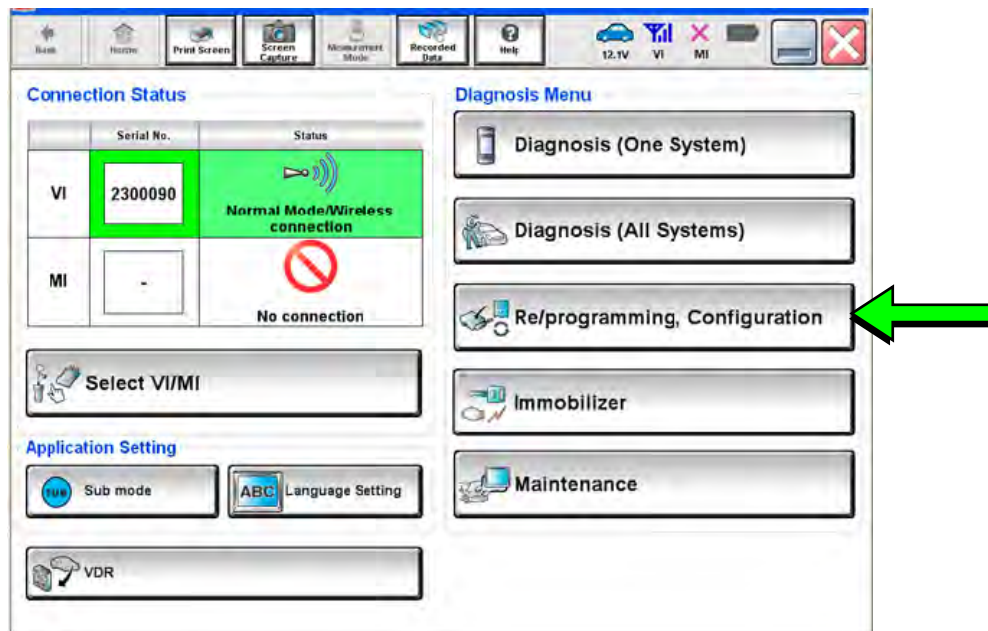 Back
Home
Print Screen
Screen
Capture
Measurement
Mode
Recorded
Data
Help
12.1V
VI
MI
Connection Status
Serial No.
Status
VI
2300090
Normal Mode/Wireless
connection
MI
-
No connection
Select VI/MI
Application Setting
SUB
Sub mode
ABC
Language Setting
VDR
Diagnosis Menu
Diagnosis (One System)
Diagnosis (All Systems)
Re/programming, Configuration
Immobilizer
Maintenance